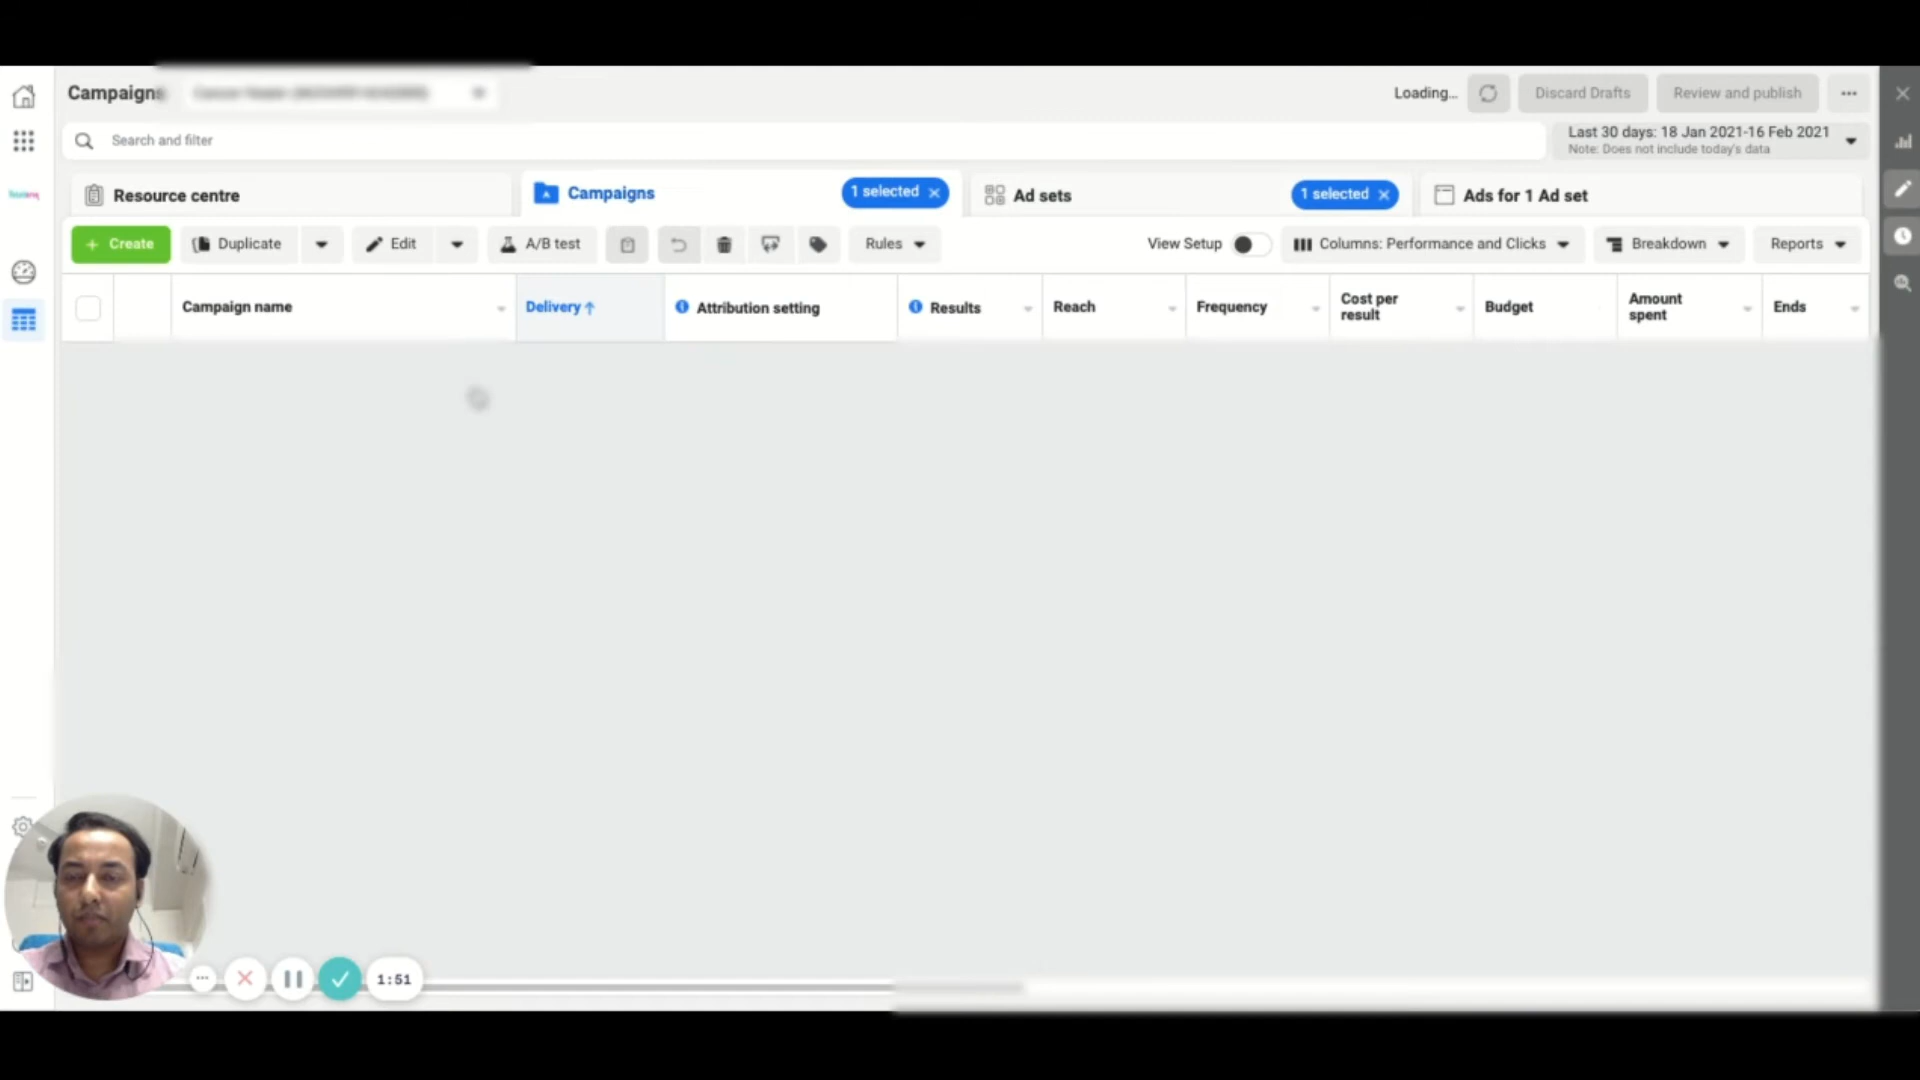 Campaigns
Loading...
Discard Drafts
Review and publish
Search and filter
Last 30 days: 18 Jan 2021-16 Feb 2021
Note: Does not include today's data
Resource centre
Campaigns
1 selected
Ad sets
1 selected
Ads for 1 Ad set
+ Create
Duplicate
Edit
A/B test
Rules
View Setup
Columns: Performance and Clicks
Breakdown
Reports
Campaign name
Delivery ↑
Attribution setting
Results
Reach
Frequency
Cost per
result
Budget
Amount
spent
Ends
1:51